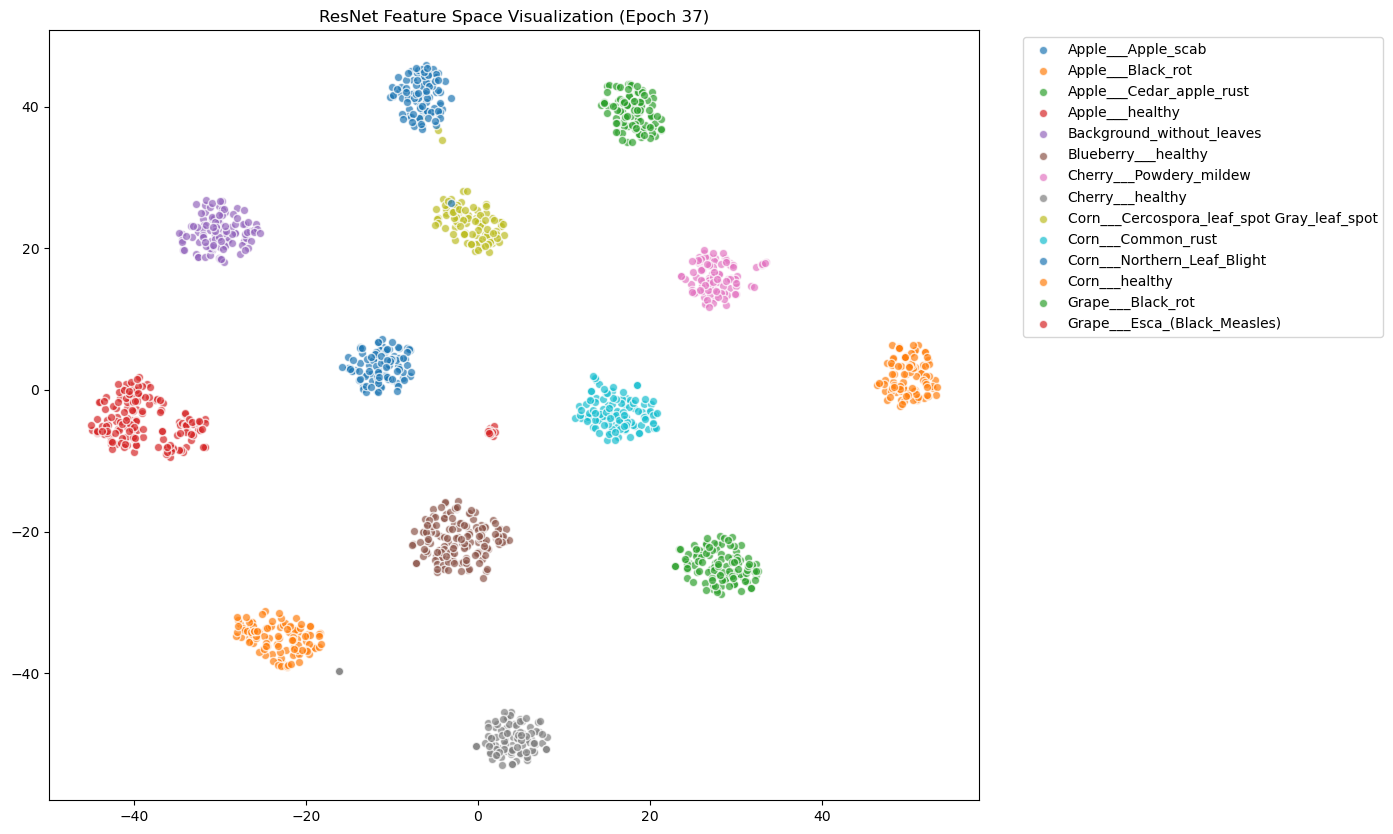 ResNet Feature Space Visualization (Epoch 37)
40
20
0
−20
−40
−40
−20
0
20
40
Apple___Apple_scab
Apple___Black_rot
Apple___Cedar_apple_rust
Apple___healthy
Background_without_leaves
Blueberry___healthy
Cherry___Powdery_mildew
Cherry___healthy
Corn___Cercospora_leaf_spot Gray_leaf_spot
Corn___Common_rust
Corn___Northern_Leaf_Blight
Corn___healthy
Grape___Black_rot
Grape___Esca_(Black_Measles)